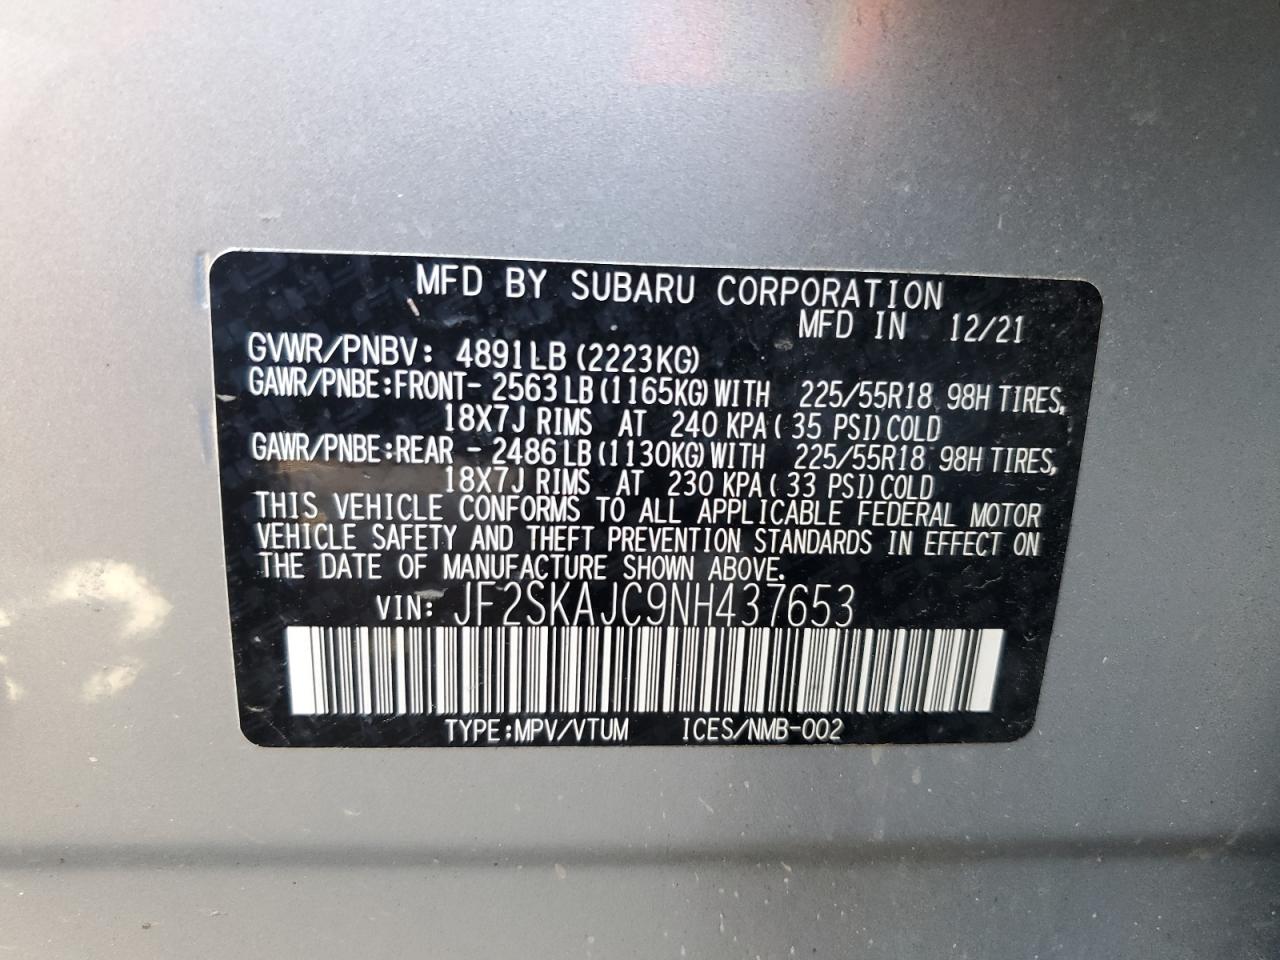 MFD BY SUBARU CORPORATION
MFD IN 12/21
GVWR/PNBV: 4891LB (2223KG)
GAWR/PNBE:FRONT- 2563LB(1165KG)WITH 225/55R18 98H TIRES,
18X7J RIMS AT 240 KPA( 35 PSI)COLD
GAWR/PNBE:REAR - 2486LB(1130KG)WITH 225/55R18 98H TIRES,
18X7J RIMS AT 230 KPA( 33 PSI)COLD
THIS VEHICLE CONFORMS TO ALL APPLICABLE FEDERAL MOTOR
VEHICLE SAFETY AND THEFT PREVENTION STANDARDS IN EFFECT ON
THE DATE OF MANUFACTURE SHOWN ABOVE.
VIN: JF2SKAJC9NH437653
TYPE:MPV/VTUM ICES/NMB-002